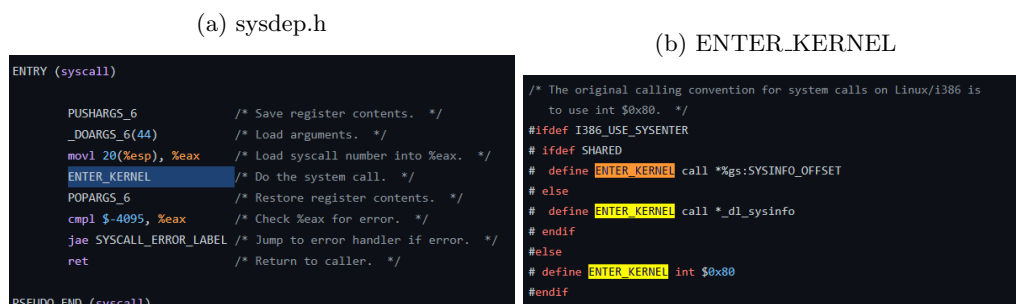 (a) sysdep.h
ENTRY (syscall)
PUSHARGS_6 /* Save register contents. */
_DOARGS_6(44) /* Load arguments. */
movl 20(%esp), %eax /* Load syscall number into %eax. */
ENTER_KERNEL /* Do the system call. */
POPARGS_6 /* Restore register contents. */
cmpl $-4095, %eax /* Check %eax for error. */
jae SYSCALL_ERROR_LABEL /* Jump to error handler if error. */
ret /* Return to caller. */
PSEUDO_END (syscall)
(b) ENTER_KERNEL
/* The original calling convention for system calls on Linux/i386 is
to use int $0x80. */
#ifdef I386_USE_SYSENTER
# ifdef SHARED
# define ENTER_KERNEL call *%gs:SYSINFO_OFFSET
# else
# define ENTER_KERNEL call *_dl_sysinfo
# endif
#else
# define ENTER_KERNEL int $0x80
#endif